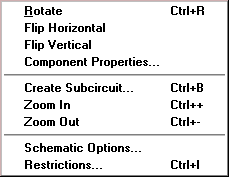 Rotate Ctrl+R
Flip Horizontal
Flip Vertical
Component Properties...
Create Subcircuit... Ctrl+B
Zoom In Ctrl++
Zoom Out Ctrl+-
Schematic Options...
Restrictions... Ctrl+I